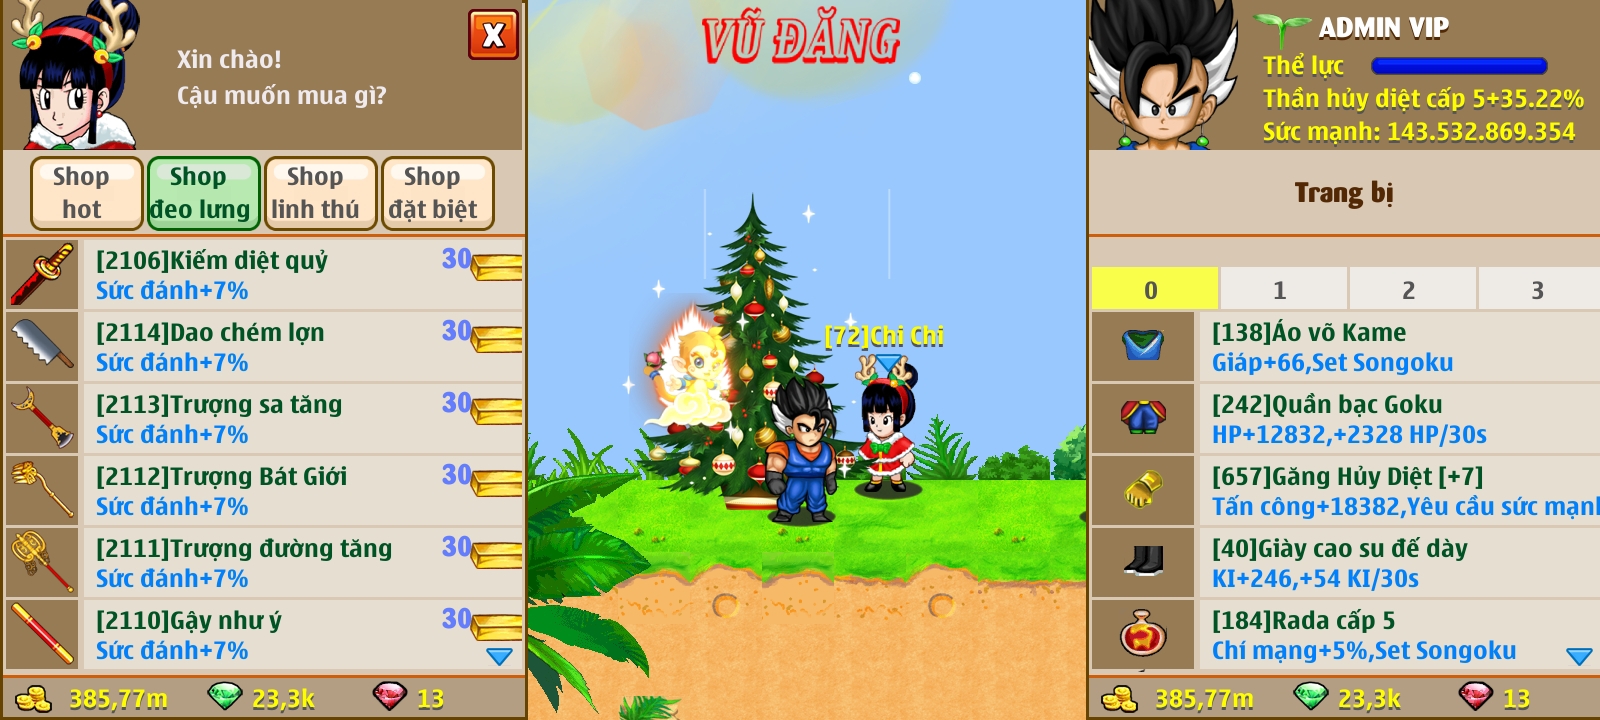 Xin chào!
Cậu muốn mua gì?
X
Shop hot
Shop đeo lưng
Shop linh thú
Shop đặt biệt
[2106]Kiếm diệt quỷ
30
Sức đánh+7%
[2114]Dao chém lợn
30
Sức đánh+7%
[2113]Trượng sa tăng
30
Sức đánh+7%
[2112]Trượng Bát Giới
30
Sức đánh+7%
[2111]Trượng đường tăng
30
Sức đánh+7%
[2110]Gậy như ý
30
Sức đánh+7%
385,77m
23,3k
13
VŨ ĐĂNG
[72]Chi Chi
ADMIN VIP
Thể lực
Thần hủy diệt cấp 5+35.22%
Sức mạnh: 143.532.869.354
Trang bị
0
1
2
3
[138]Áo võ Kame
Giáp+66,Set Songoku
[242]Quần bạc Goku
HP+12832,+2328 HP/30s
[657]Găng Hủy Diệt [+7]
Tấn công+18382,Yêu cầu sức mạnh
[40]Giày cao su đế dày
KI+246,+54 KI/30s
[184]Rada cấp 5
Chí mạng+5%,Set Songoku
385,77m
23,3k
13